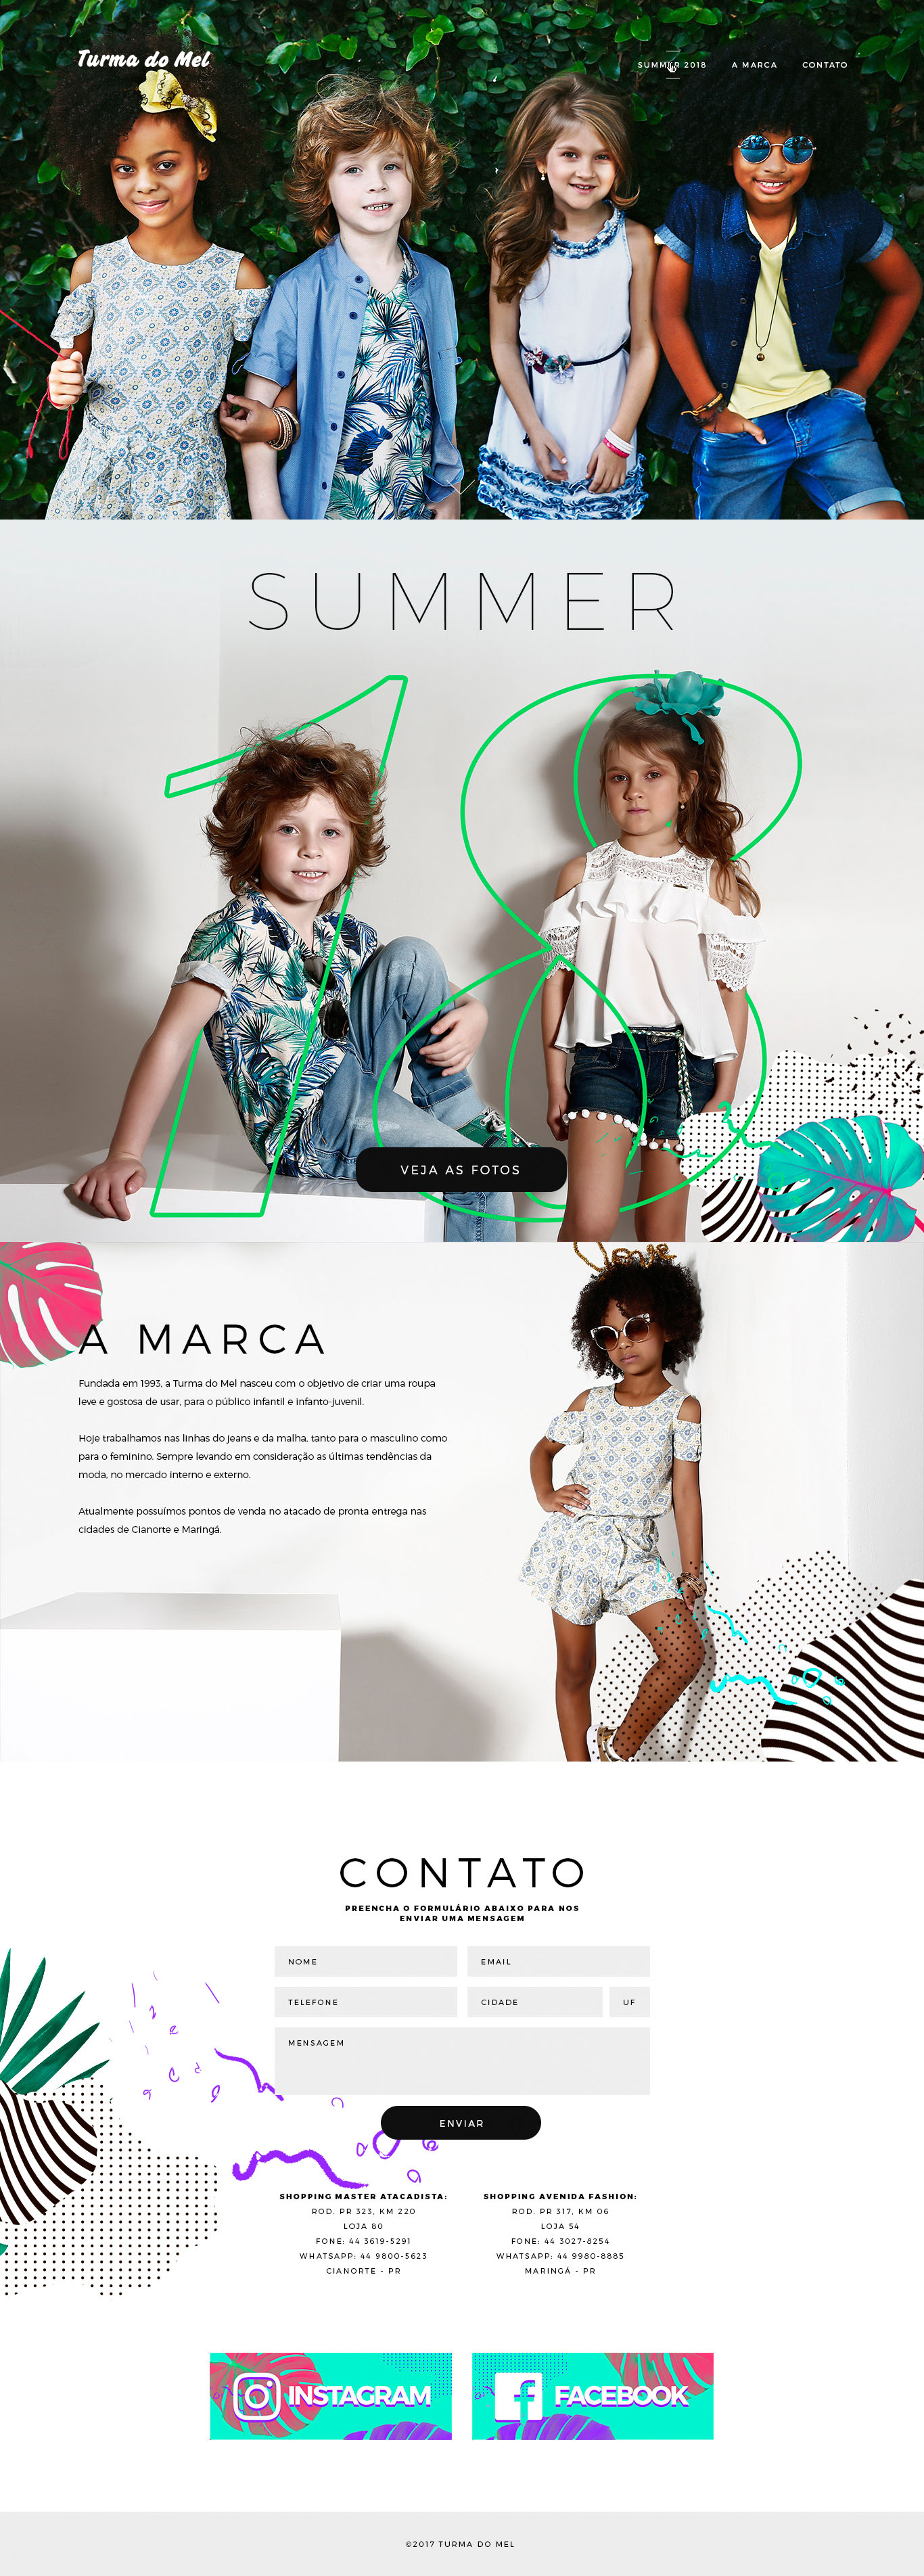 Turma do Mel
SUMMER 2018
A MARCA
CONTATO
SUMMER
18
VEJA AS FOTOS
A MARCA
Fundada em 1993, a Turma do Mel nasceu com o objetivo de criar uma roupa
leve e gostosa de usar, para o público infantil e infanto-juvenil.
Hoje trabalhamos nas linhas do jeans e da malha, tanto para o masculino como
para o feminino. Sempre levando em consideração as últimas tendências da
moda, no mercado interno e externo.
Atualmente possuímos pontos de venda no atacado de pronta entrega nas
cidades de Cianorte e Maringá.
CONTATO
PREENCHA O FORMULÁRIO ABAIXO PARA NOS
ENVIAR UMA MENSAGEM
NOME
EMAIL
TELEFONE
CIDADE
UF
MENSAGEM
ENVIAR
SHOPPING MASTER ATACADISTA:
ROD. PR 323, KM 220
LOJA 80
FONE: 44 3619-5291
WHATSAPP: 44 9800-5623
CIANORTE - PR
SHOPPING AVENIDA FASHION:
ROD. PR 317, KM 06
LOJA 54
FONE: 44 3027-8254
WHATSAPP: 44 9980-8885
MARINGÁ - PR
INSTAGRAM
FACEBOOK
©2017 TURMA DO MEL